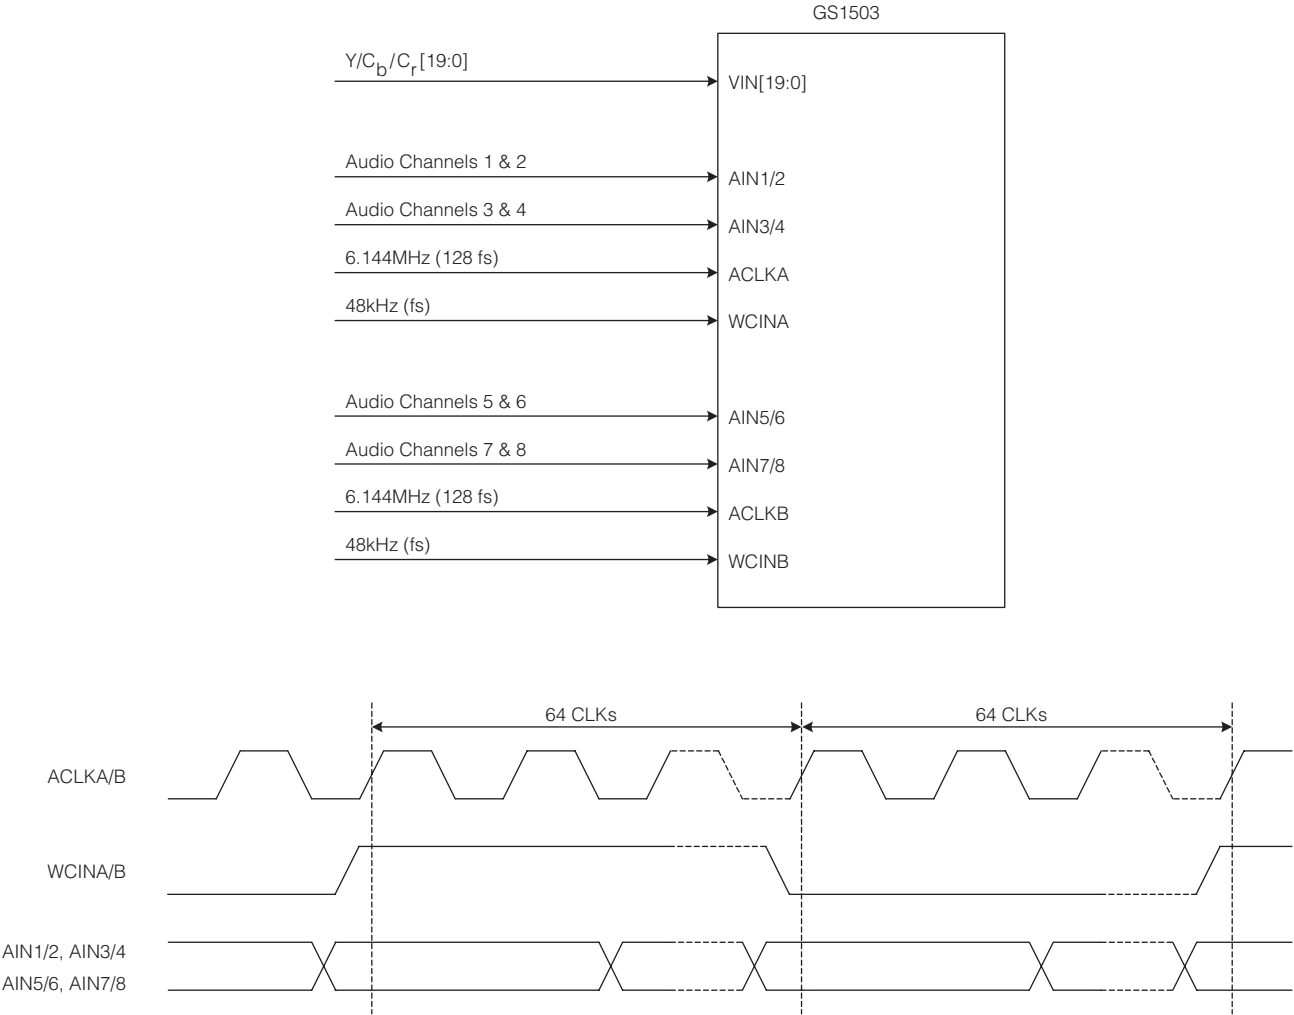 GS1503
Y/Cb/Cr[19:0]
VIN[19:0]
Audio Channels 1 & 2
AIN1/2
Audio Channels 3 & 4
AIN3/4
6.144MHz (128 fs)
ACLKA
48kHz (fs)
WCINA
Audio Channels 5 & 6
AIN5/6
Audio Channels 7 & 8
AIN7/8
6.144MHz (128 fs)
ACLKB
48kHz (fs)
WCINB
64 CLKs
64 CLKs
ACLKA/B
WCINA/B
AIN1/2, AIN3/4
AIN5/6, AIN7/8